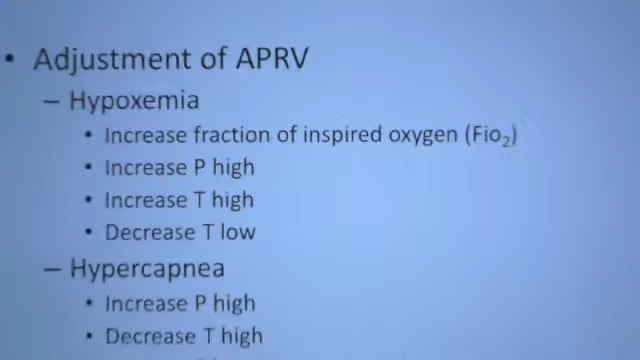 • Adjustment of APRV
– Hypoxemia
• Increase fraction of inspired oxygen (Fio₂)
• Increase P high
• Increase T high
• Decrease T low
– Hypercapnea
• Increase P high
• Decrease T high